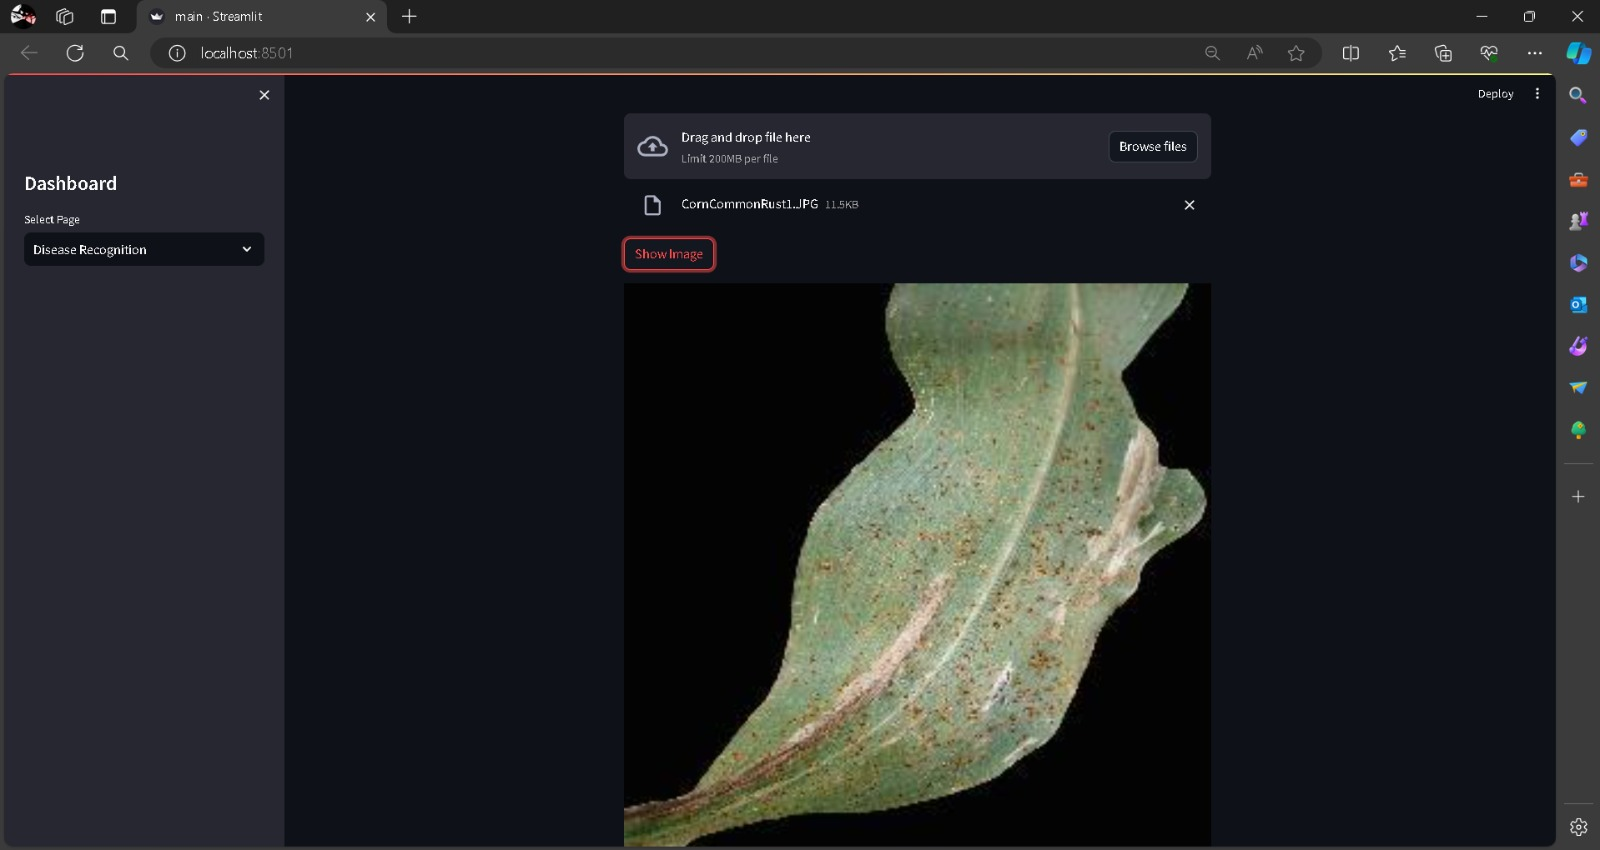 main · Streamlit
localhost:8501
Deploy
Drag and drop file here
Limit 200MB per file
Browse files
Dashboard
CornCommonRust1.JPG 11.5KB
Select Page
Disease Recognition
Show Image